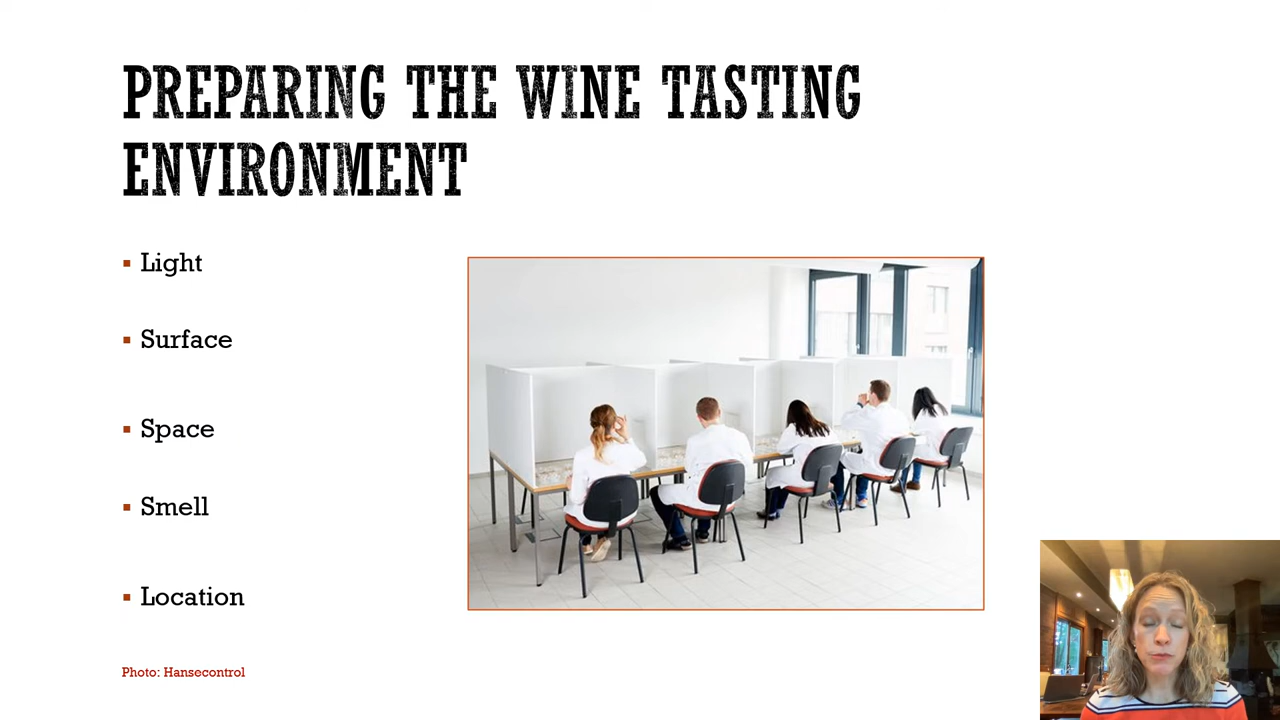 PREPARING THE WINE TASTING
ENVIRONMENT
▪ Light
▪ Surface
▪ Space
▪ Smell
▪ Location
Photo: Hansecontrol